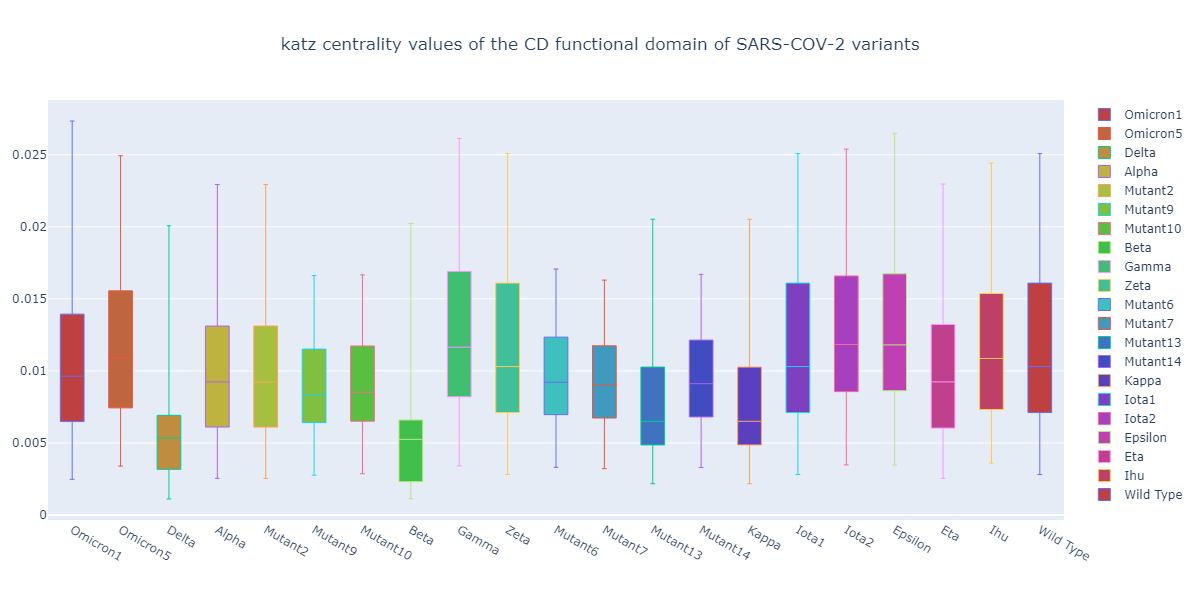 katz centrality values of the CD functional domain of SARS-COV-2 variants
0.025
0.02
0.015
0.01
0.005
0
Omicron1
Omicron5
Delta
Alpha
Mutant2
Mutant9
Mutant10
Beta
Gamma
Zeta
Mutant6
Mutant7
Mutant13
Mutant14
Kappa
Iota1
Iota2
Epsilon
Eta
Ihu
Wild Type
Omicron1
Omicron5
Delta
Alpha
Mutant2
Mutant9
Mutant10
Beta
Gamma
Zeta
Mutant6
Mutant7
Mutant13
Mutant14
Kappa
Iota1
Iota2
Epsilon
Eta
Ihu
Wild Type